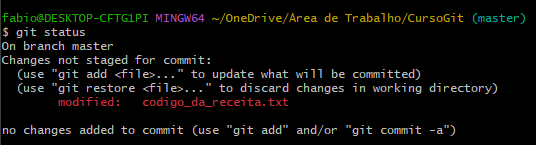 fabio@DESKTOP-CFTG1PI MINGW64 ~/OneDrive/Área de Trabalho/CursoGit (master)
$ git status
On branch master
Changes not staged for commit:
  (use "git add <file>..." to update what will be committed)
  (use "git restore <file>..." to discard changes in working directory)
        modified:   codigo_da_receita.txt

no changes added to commit (use "git add" and/or "git commit -a")